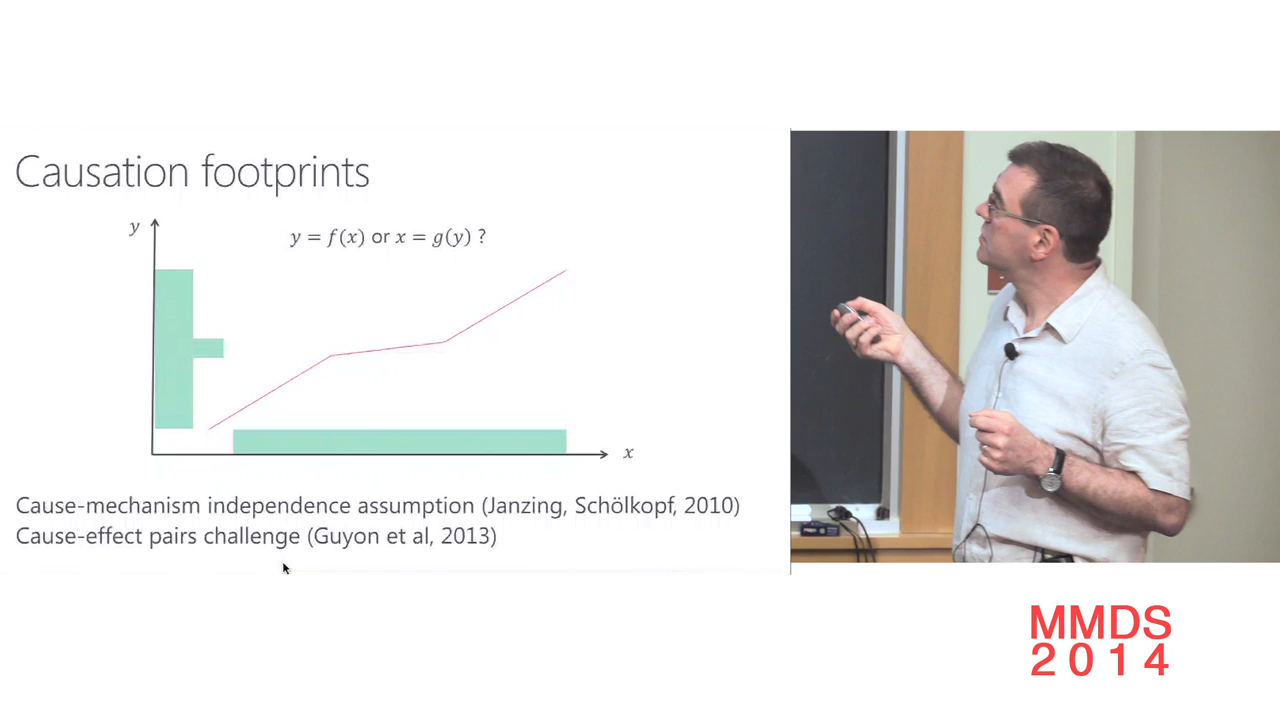 Causation footprints
y
y = f(x) or x = g(y) ?
x
Cause-mechanism independence assumption (Janzing, Schölkopf, 2010)
Cause-effect pairs challenge (Guyon et al, 2013)
MMDS
2014